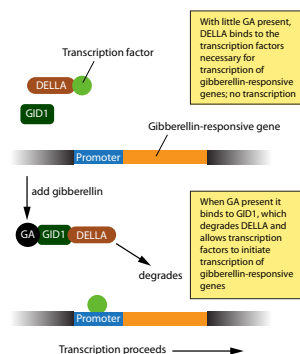 With little GA present,
DELLA binds to the
transcription factors
necessary for
transcription of
gibberellin-responsive
genes; no transcription
Transcription factor
DELLA
GID1
Gibberellin-responsive gene
Promoter
add gibberellin
When GA present it
binds to GID1, which
degrades DELLA and
allows transcription
factors to initiate
transcription of
gibberellin-responsive
genes
GA GID1 DELLA
degrades
Promoter
Transcription proceeds